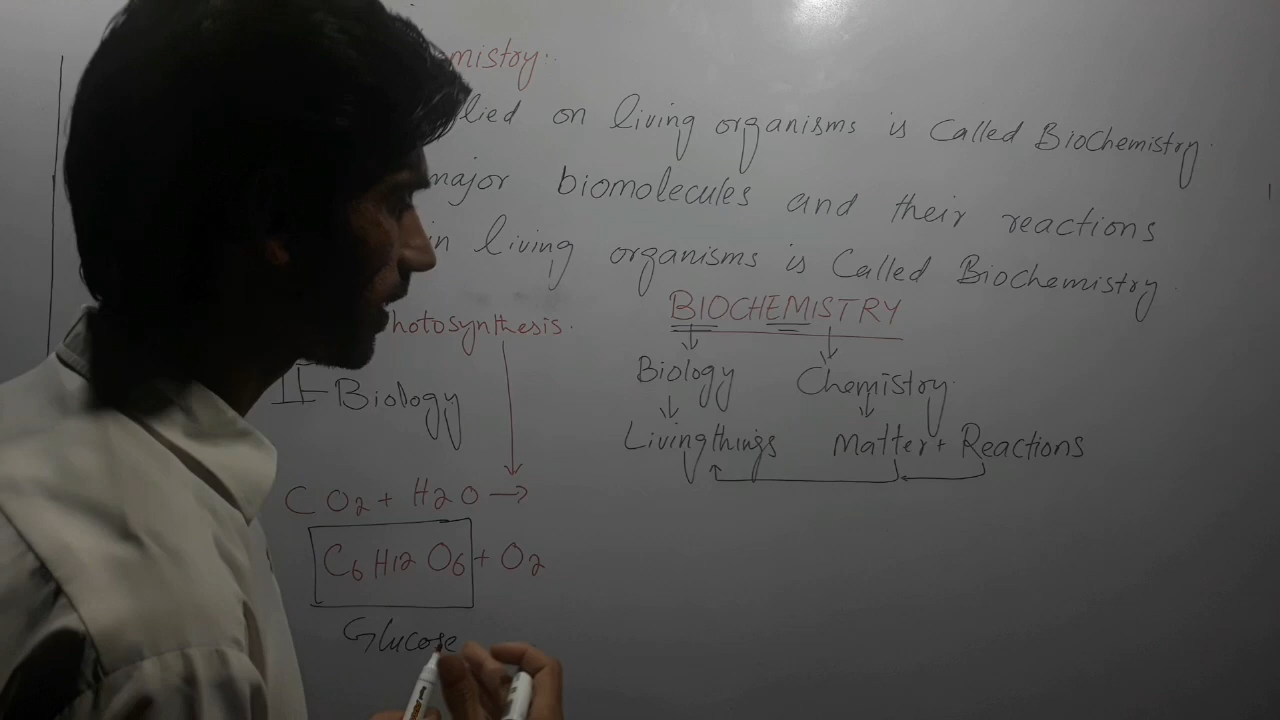 mistry:
lied on living organisms is Called BioChemistry.
major biomolecules and their reactions
in living organisms is Called Biochemistry.
BIOCHEMISTRY
hotosynthesis.
Biology Chemistry.
Biology
Livingthings Matter + Reactions
CO2 + H2O →
C6 H12 O6 + O2
Glucose